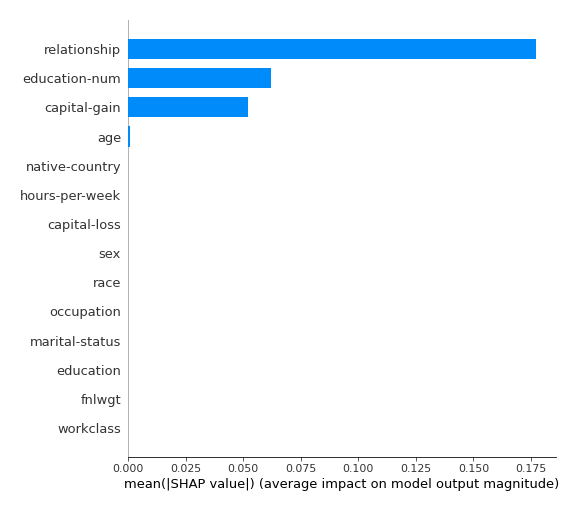 relationship
education-num
capital-gain
age
native-country
hours-per-week
capital-loss
sex
race
occupation
marital-status
education
fnlwgt
workclass
0.000 0.025 0.050 0.075 0.100 0.125 0.150 0.175
mean(|SHAP value|) (average impact on model output magnitude)